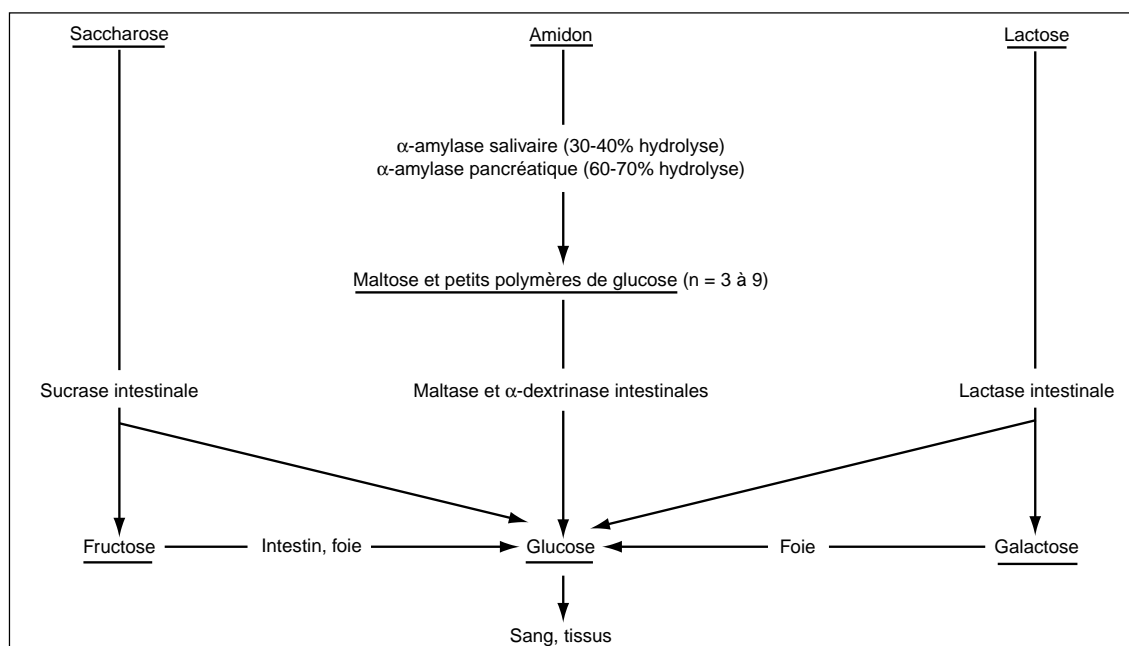 Saccharose
Amidon
Lactose
α-amylase salivaire (30-40% hydrolyse)
α-amylase pancréatique (60-70% hydrolyse)
Maltose et petits polymères de glucose (n = 3 à 9)
Sucrase intestinale
Maltase et α-dextrinase intestinales
Lactase intestinale
Fructose
Intestin, foie
Glucose
Foie
Galactose
Sang, tissus